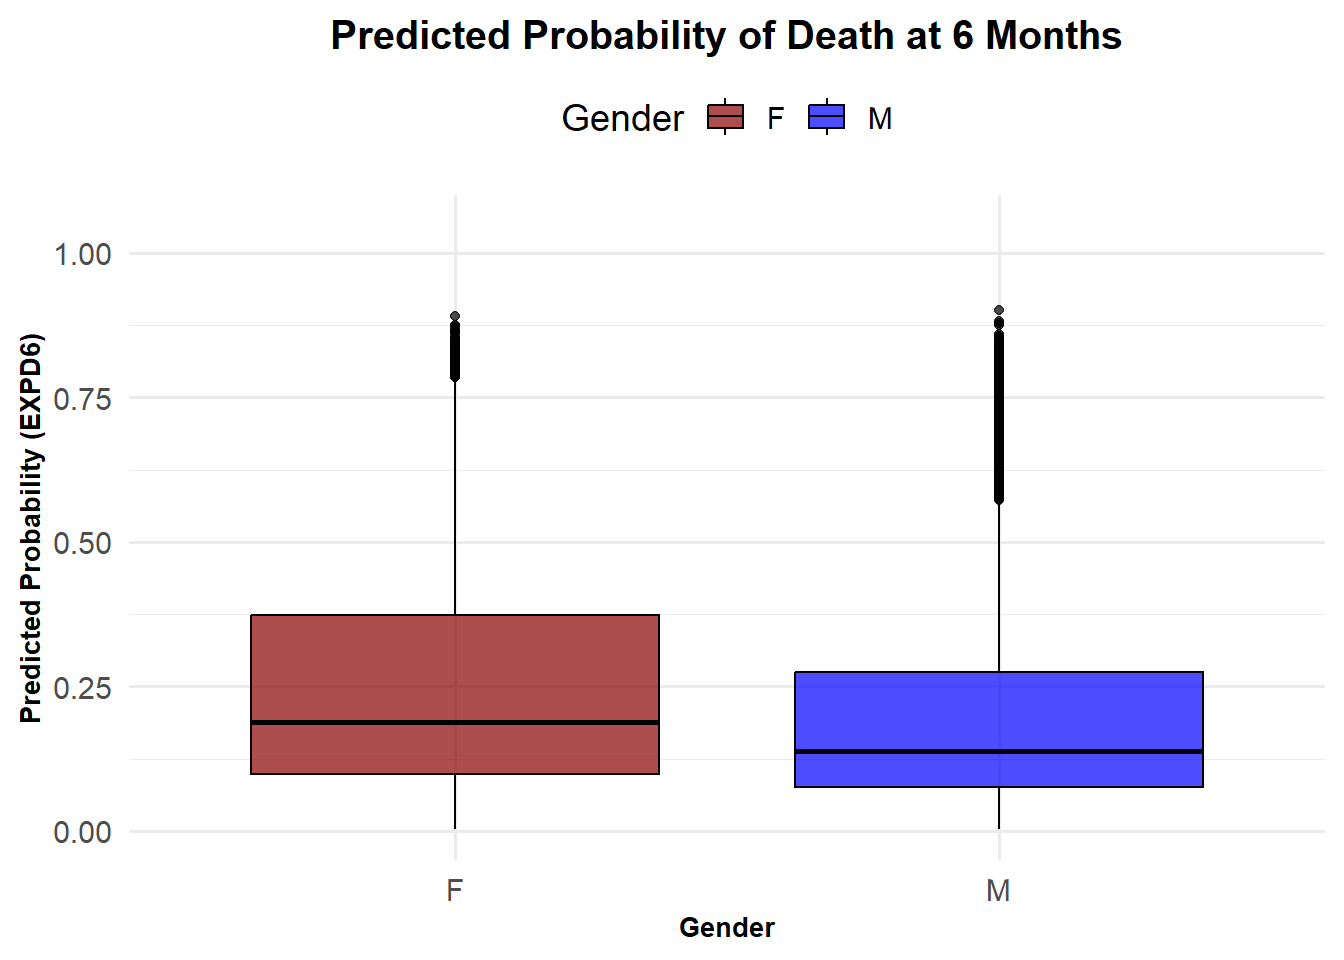 Predicted Probability of Death at 6 Months
Gender F M
1.00
0.75
0.50
0.25
0.00
Predicted Probability (EXPD6)
F M
Gender